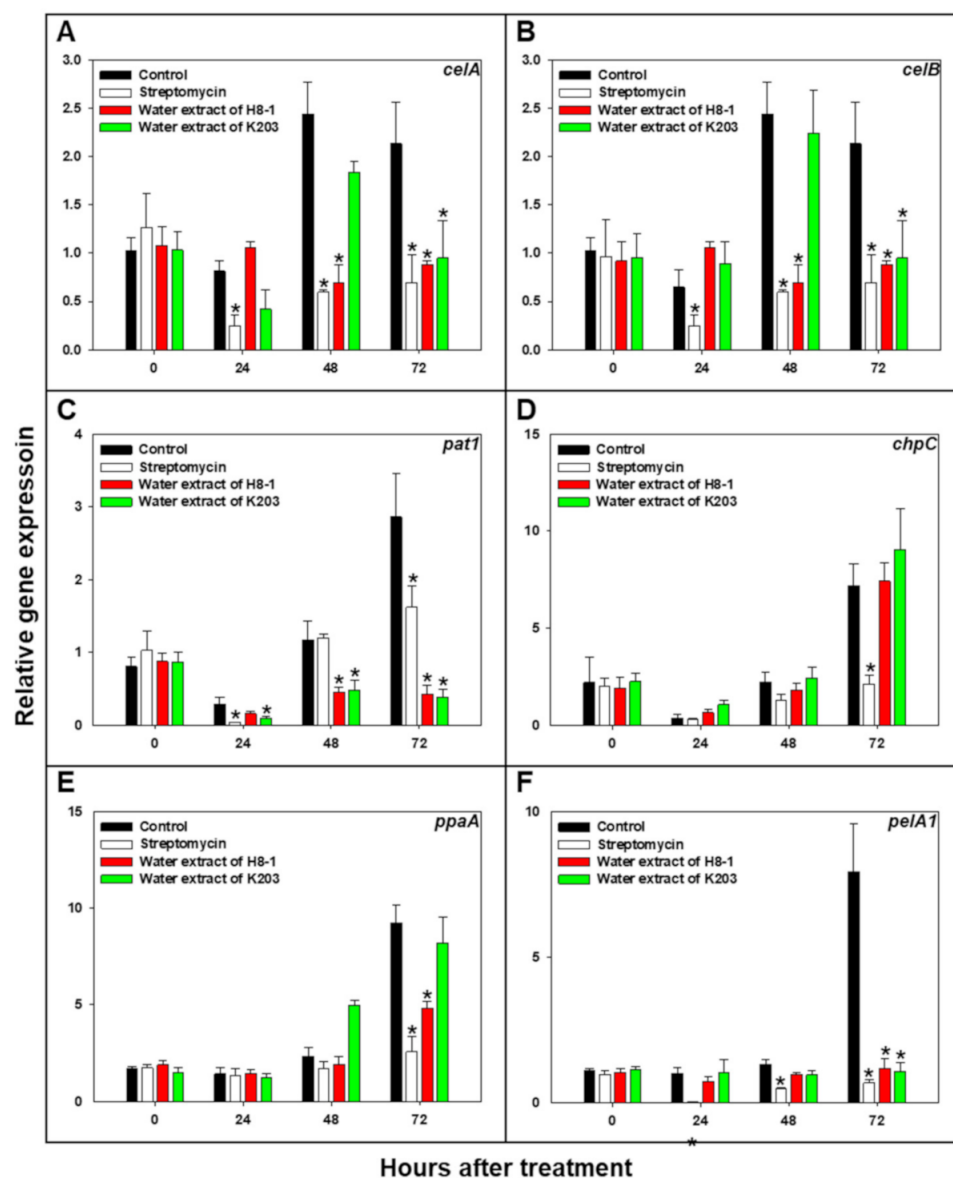 A
celA
Control
Streptomycin
Water extract of H8-1
Water extract of K203
3.0
2.5
2.0
1.5
1.0
0.5
0.0
*
* *
* * *
0 24 48 72
B
celB
Control
Streptomycin
Water extract of H8-1
Water extract of K203
3.0
2.5
2.0
1.5
1.0
0.5
0.0
*
* *
* * *
0 24 48 72
C
pat1
Control
Streptomycin
Water extract of H8-1
Water extract of K203
4
3
2
1
0
* *
* *
* * *
0 24 48 72
D
chpC
Control
Streptomycin
Water extract of H8-1
Water extract of K203
15
10
5
0
*
0 24 48 72
E
ppaA
Control
Streptomycin
Water extract of H8-1
Water extract of K203
15
10
5
0
* *
0 24 48 72
F
pelA1
Control
Streptomycin
Water extract of H8-1
Water extract of K203
10
5
0
*
* * *
0 24 48 72
*
Relative gene expressoin
Hours after treatment